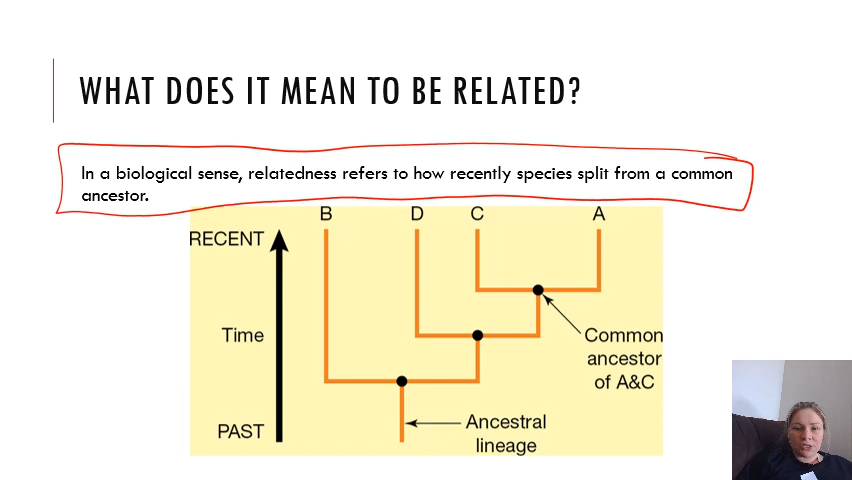 WHAT DOES IT MEAN TO BE RELATED?
In a biological sense, relatedness refers to how recently species split from a common
ancestor.
B D C A
RECENT
Time
Common
ancestor
of A&C
PAST
Ancestral
lineage